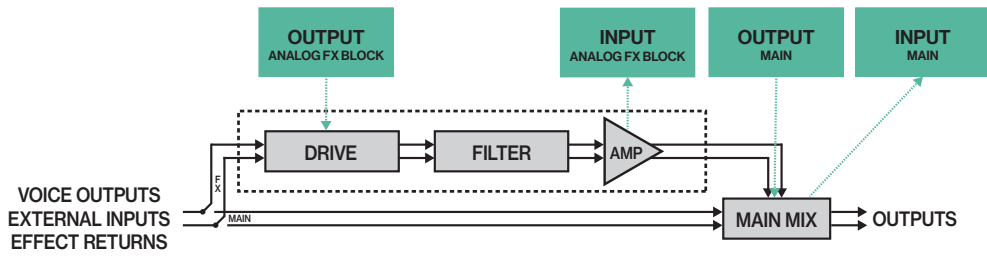 OUTPUT
ANALOG FX BLOCK
INPUT
ANALOG FX BLOCK
OUTPUT
MAIN
INPUT
MAIN
DRIVE
FILTER
AMP
FX
VOICE OUTPUTS
EXTERNAL INPUTS
EFFECT RETURNS
MAIN
MAIN MIX
OUTPUTS